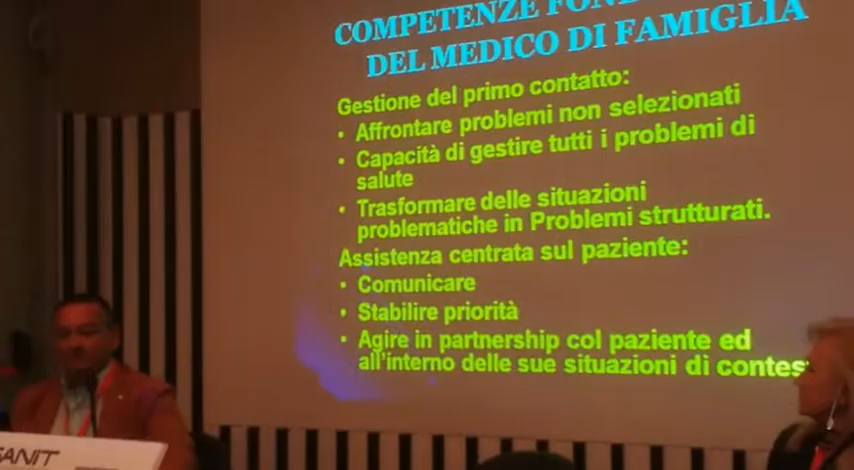 COMPETENZE
DEL MEDICO DI FAMIGLIA
Gestione del primo contatto:
• Affrontare problemi non selezionati
• Capacità di gestire tutti i problemi di
salute
• Trasformare delle situazioni
problematiche in Problemi strutturati.
Assistenza centrata sul paziente:
• Comunicare
• Stabilire priorità
• Agire in partnership col paziente ed
all'interno delle sue situazioni di contes
SANIT